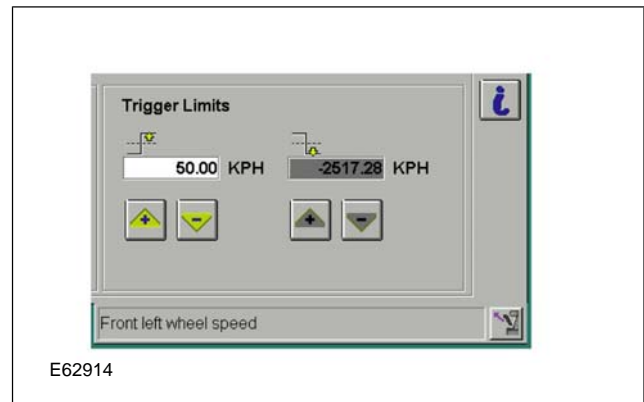 Trigger Limits
50.00 KPH -2517.28 KPH
+ - + -
i
Front left wheel speed
E62914